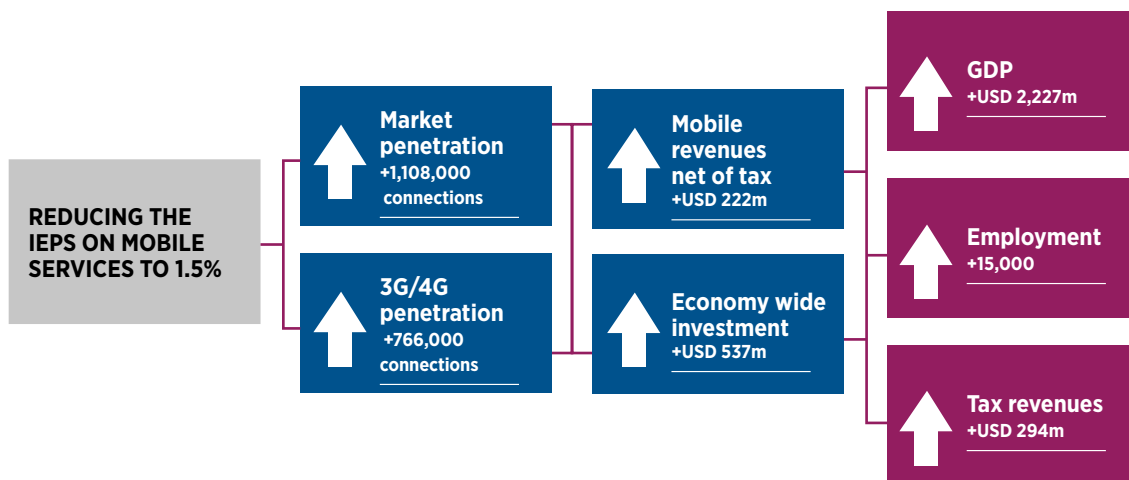 REDUCING THE
IEPS ON MOBILE
SERVICES TO 1.5%
Market
penetration
+1,108,000
connections
3G/4G
penetration
+766,000
connections
Mobile
revenues
net of tax
+USD 222m
Economy wide
investment
+USD 537m
GDP
+USD 2,227m
Employment
+15,000
Tax revenues
+USD 294m